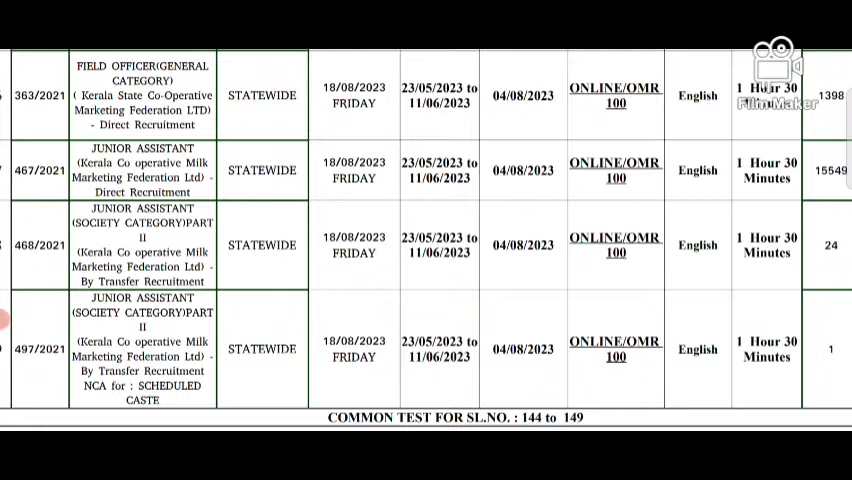 363/2021
FIELD OFFICER(GENERAL
CATEGORY)
( Kerala State Co-Operative
Marketing Federation LTD)
- Direct Recruitment
STATEWIDE
18/08/2023
FRIDAY
23/05/2023 to
11/06/2023
04/08/2023
ONLINE/OMR
100
English
1 Hour 30
1398
FilmMaker
467/2021
JUNIOR ASSISTANT
(Kerala Co operative Milk
Marketing Federation Ltd) -
Direct Recruitment
STATEWIDE
18/08/2023
FRIDAY
23/05/2023 to
11/06/2023
04/08/2023
ONLINE/OMR
100
English
1 Hour 30
Minutes
15549
468/2021
JUNIOR ASSISTANT
(SOCIETY CATEGORY)PART
II
(Kerala Co operative Milk
Marketing Federation Ltd) -
By Transfer Recruitment
STATEWIDE
18/08/2023
FRIDAY
23/05/2023 to
11/06/2023
04/08/2023
ONLINE/OMR
100
English
1 Hour 30
Minutes
24
497/2021
JUNIOR ASSISTANT
(SOCIETY CATEGORY)PART
II
(Kerala Co operative Milk
Marketing Federation Ltd) -
By Transfer Recruitment
NCA for : SCHEDULED
CASTE
STATEWIDE
18/08/2023
FRIDAY
23/05/2023 to
11/06/2023
04/08/2023
ONLINE/OMR
100
English
1 Hour 30
Minutes
1
COMMON TEST FOR SL.NO. : 144 to 149